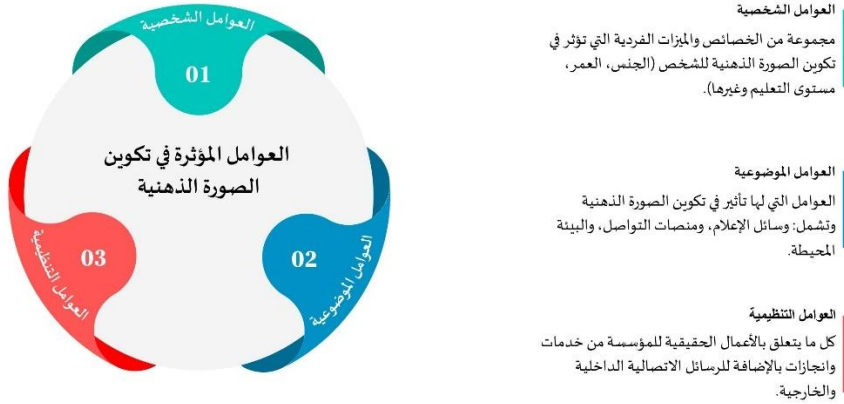 العوامل الشخصية
01
العوامل المؤثرة في تكوين
الصورة الذهنية
02
العوامل الموضوعية
03
العوامل التنظيمية
العوامل الشخصية
مجموعة من الخصائص والميزات الفردية التي تؤثر في
تكوين الصورة الذهنية للشخص (الجنس، العمر،
مستوى التعليم وغيرها).
العوامل الموضوعية
العوامل التي لها تأثير في تكوين الصورة الذهنية
وتشمل: وسائل الإعلام، ومنصات التواصل، والبيئة
المحيطة.
العوامل التنظيمية
كل ما يتعلق بالأعمال الحقيقية للمؤسسة من خدمات
وانجازات بالإضافة للرسائل الاتصالية الداخلية
والخارجية.